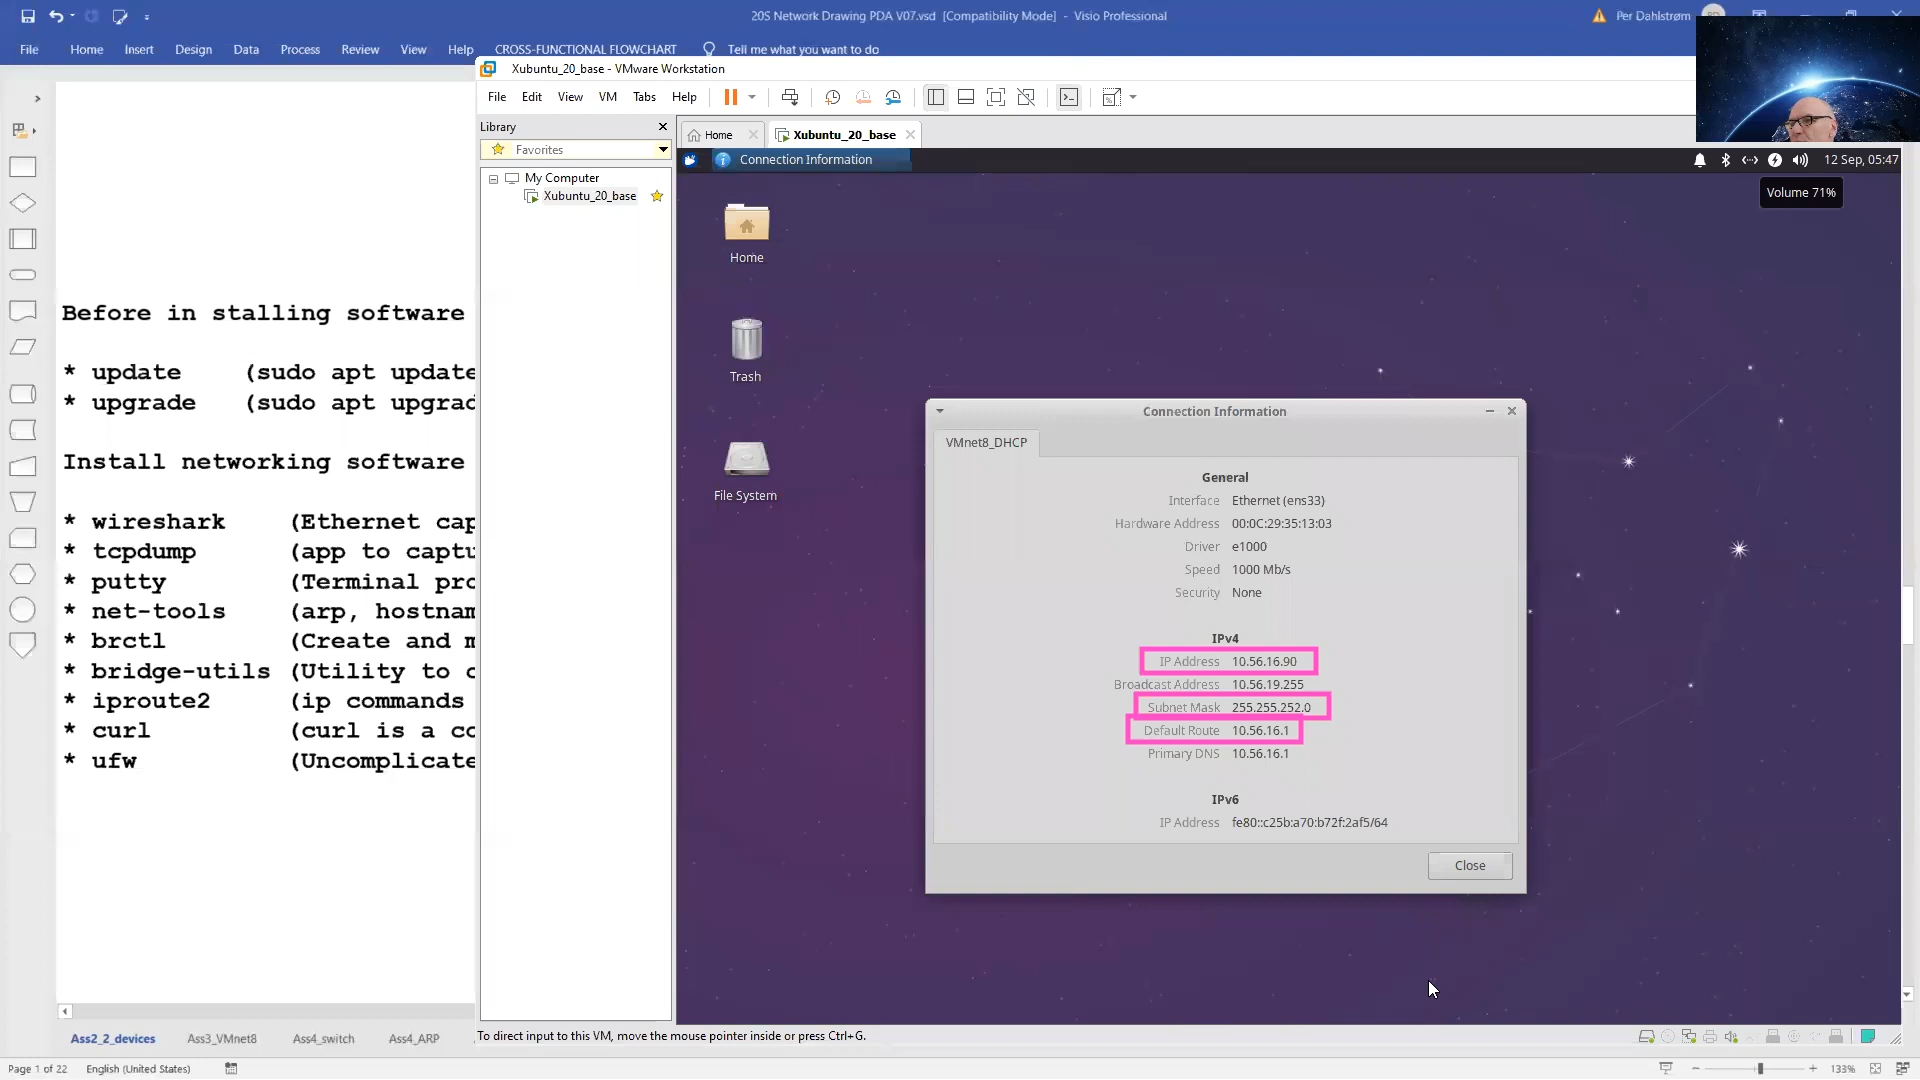 20S Network Drawing PDA V07.vsd [Compatibility Mode] - Visio Professional
Per Dahlstrøm
File Home Insert Design Data Process Review View Help CROSS-FUNCTIONAL FLOWCHART Tell me what you want to do
Xubuntu_20_base - VMware Workstation
File Edit View VM Tabs Help
Library
Favorites
My Computer
Xubuntu_20_base
Home Xubuntu_20_base
Connection Information
12 Sep, 05:47
Volume 71%
Home
Trash
File System
Before in stalling software
* update (sudo apt update
* upgrade (sudo apt upgrad
Install networking software
* wireshark (Ethernet cap
* tcpdump (app to captu
* putty (Terminal pro
* net-tools (arp, hostnam
* brctl (Create and m
* bridge-utils (Utility to c
* iproute2 (ip commands
* curl (curl is a co
* ufw (Uncomplicate
Connection Information
VMnet8_DHCP
General
Interface Ethernet (ens33)
Hardware Address 00:0C:29:35:13:03
Driver e1000
Speed 1000 Mb/s
Security None
IPv4
IP Address 10.56.16.90
Broadcast Address 10.56.19.255
Subnet Mask 255.255.252.0
Default Route 10.56.16.1
Primary DNS 10.56.16.1
IPv6
IP Address fe80::c25b:a70:b72f:2af5/64
Close
To direct input to this VM, move the mouse pointer inside or press Ctrl+G.
Ass2_2_devices Ass3_VMnet8 Ass4_switch Ass4_ARP
Page 1 of 22 English (United States)
133%